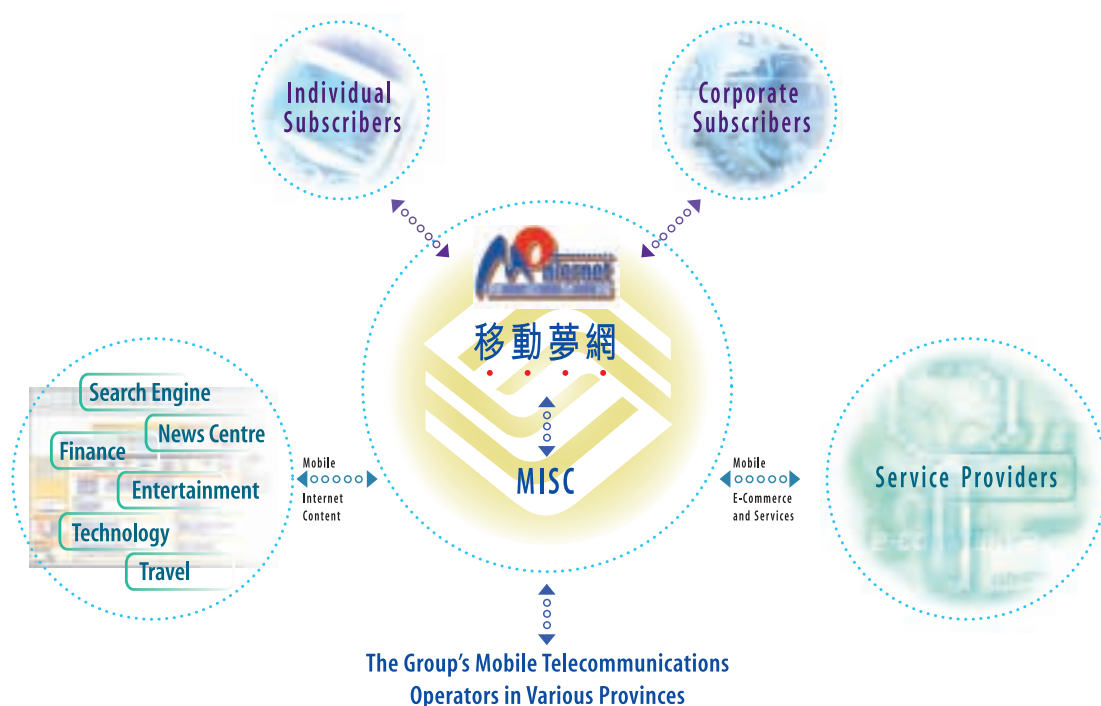 Individual
Subscribers
Corporate
Subscribers
移動夢網
MISC
Search Engine
News Centre
Finance
Entertainment
Technology
Travel
Mobile
Internet
Content
Mobile
E-Commerce
and Services
Service Providers
The Group's Mobile Telecommunications
Operators in Various Provinces